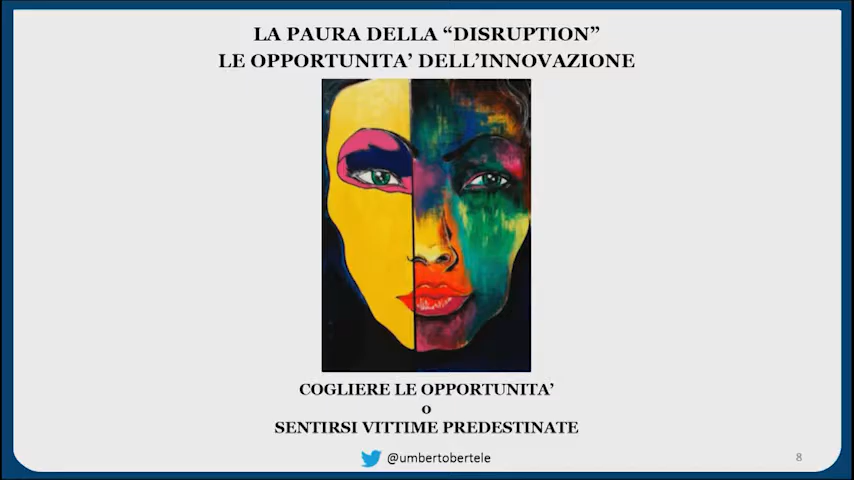 LA PAURA DELLA “DISRUPTION”
LE OPPORTUNITA’ DELL’INNOVAZIONE
COGLIERE LE OPPORTUNITA’
o
SENTIRSI VITTIME PREDESTINATE
@umbertobertele
8